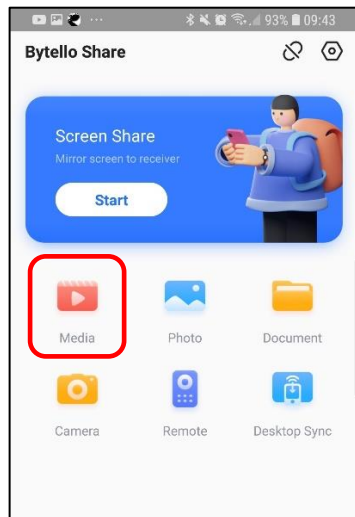 93% 09:43
Bytello Share
Screen Share
Mirror screen to receiver
Start
Media Photo Document
Camera Remote Desktop Sync